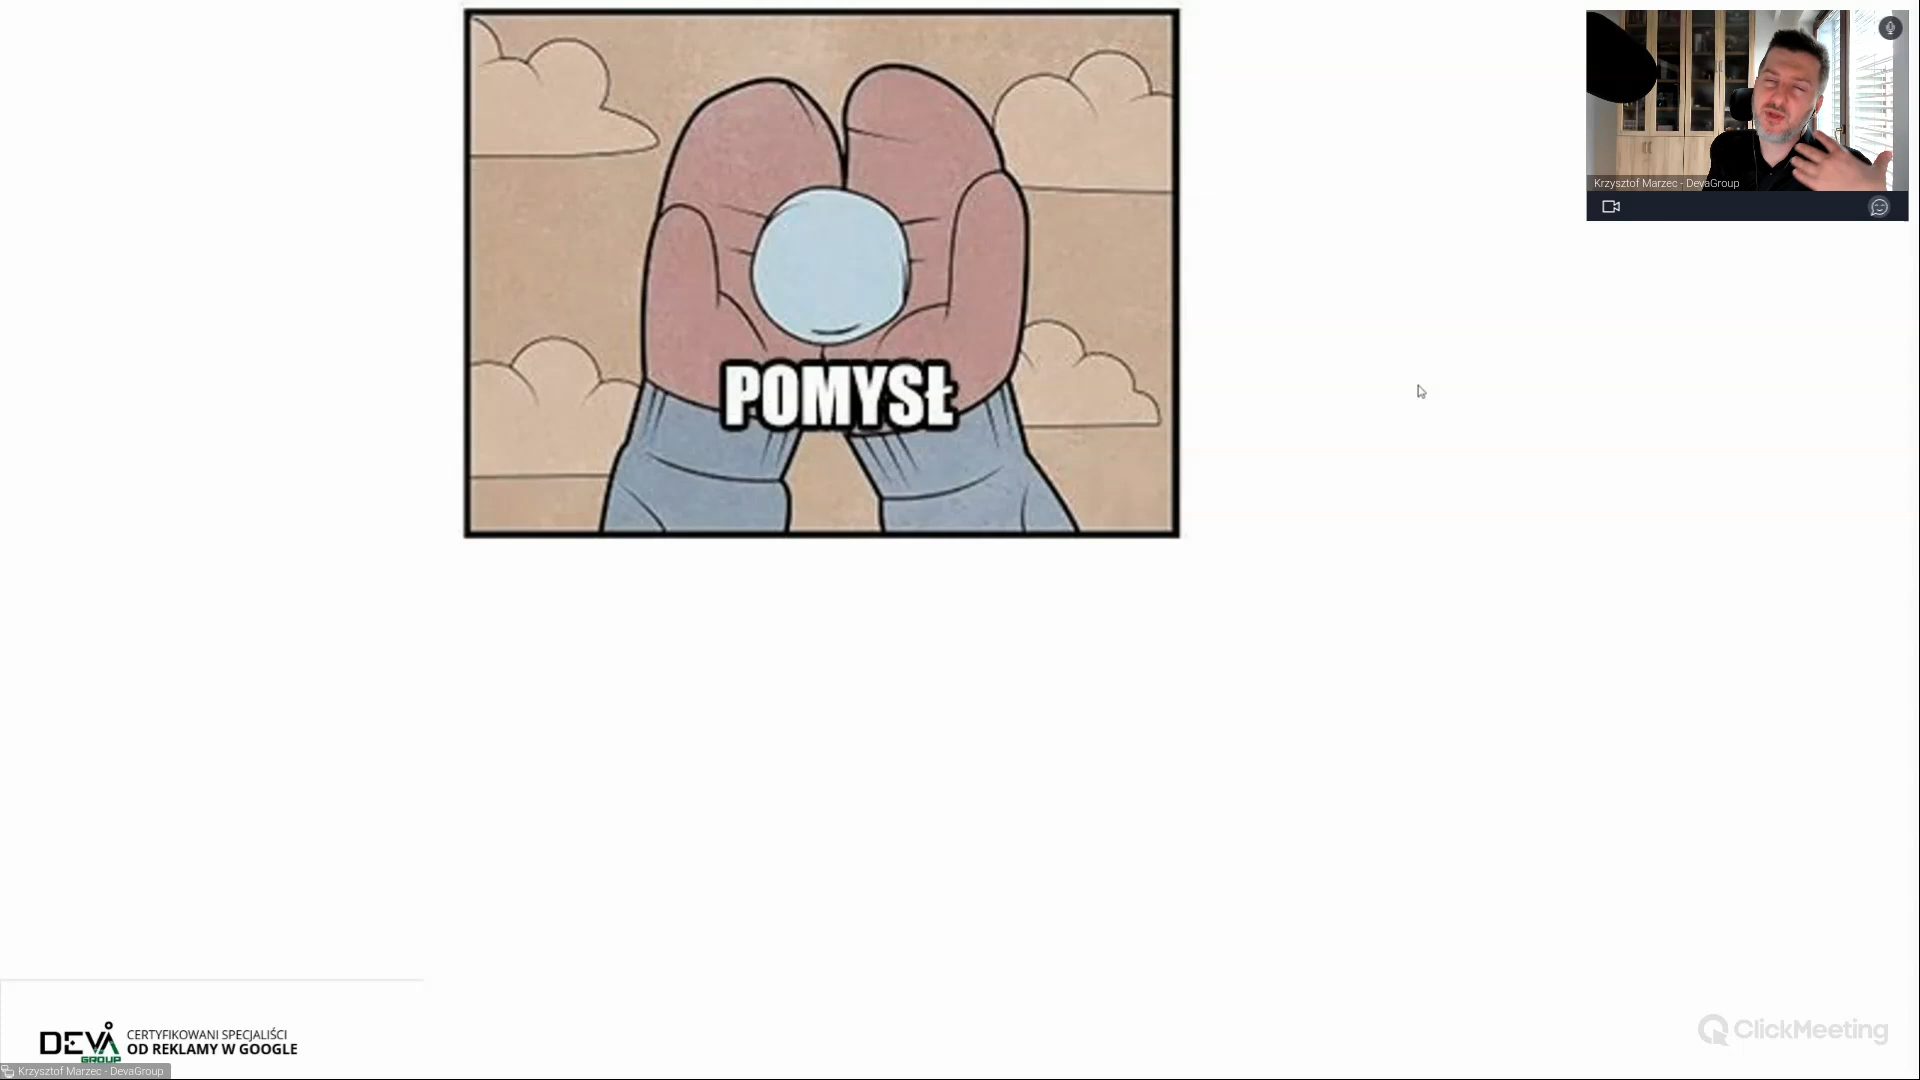 POMYSŁ
Krzysztof Marzec - DevaGroup
DEVA
GROUP
CERTYFIKOWANI SPECJALIŚCI
OD REKLAMY W GOOGLE
ClickMeeting
Krzysztof Marzec - DevaGroup